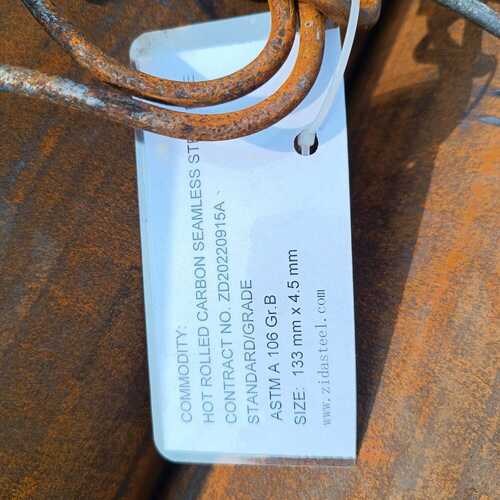 COMMODITY:
HOT ROLLED CARBON SEAMLESS
CONTRACT NO. ZD20220915A
STANDARD/GRADE
ASTM A 106 Gr.B
SIZE: 133 mm x 4.5 mm
www.zidasteel.com